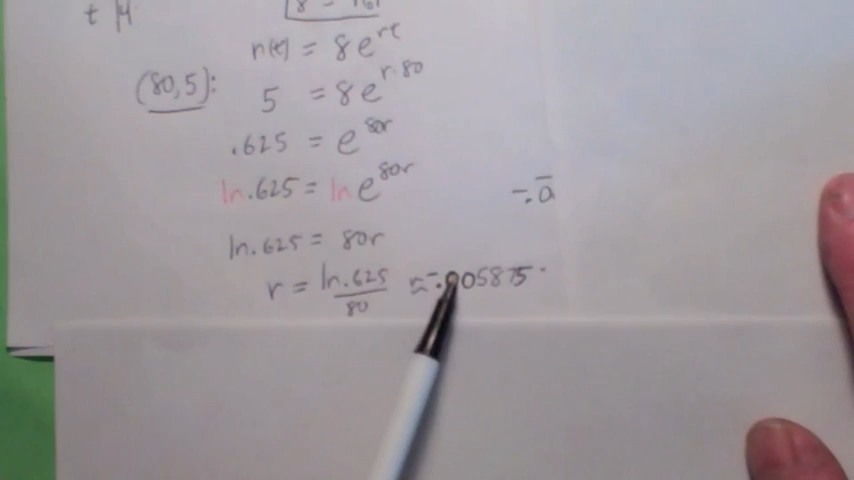 n(t) = 8e^{rt}
(80,5): 5 = 8e^{r·80}
.625 = e^{80r}
ln .625 = ln e^{80r}
ln .625 = 80r
r = ln .625 / 80 ≈ -.005875